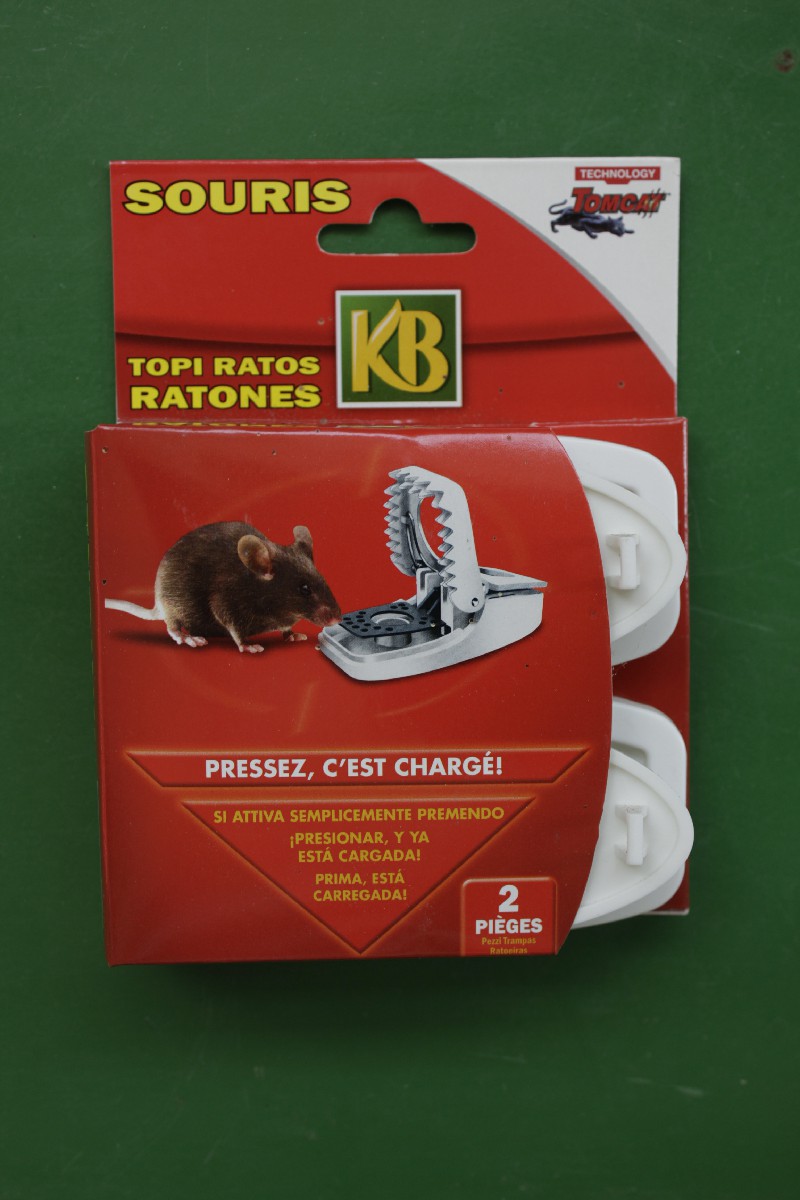 SOURIS
TECHNOLOGY
TOMCAT
KB
TOPI RATOS
RATONES
PRESSEZ, C'EST CHARGÉ!
SI ATTIVA SEMPLICEMENTE PREMENDO
¡PRESIONAR, Y YA
ESTÁ CARGADA!
PRIMA, ESTÁ
CARREGADA!
2
PIÈGES
Pezzi Trampas
Ratoeiras